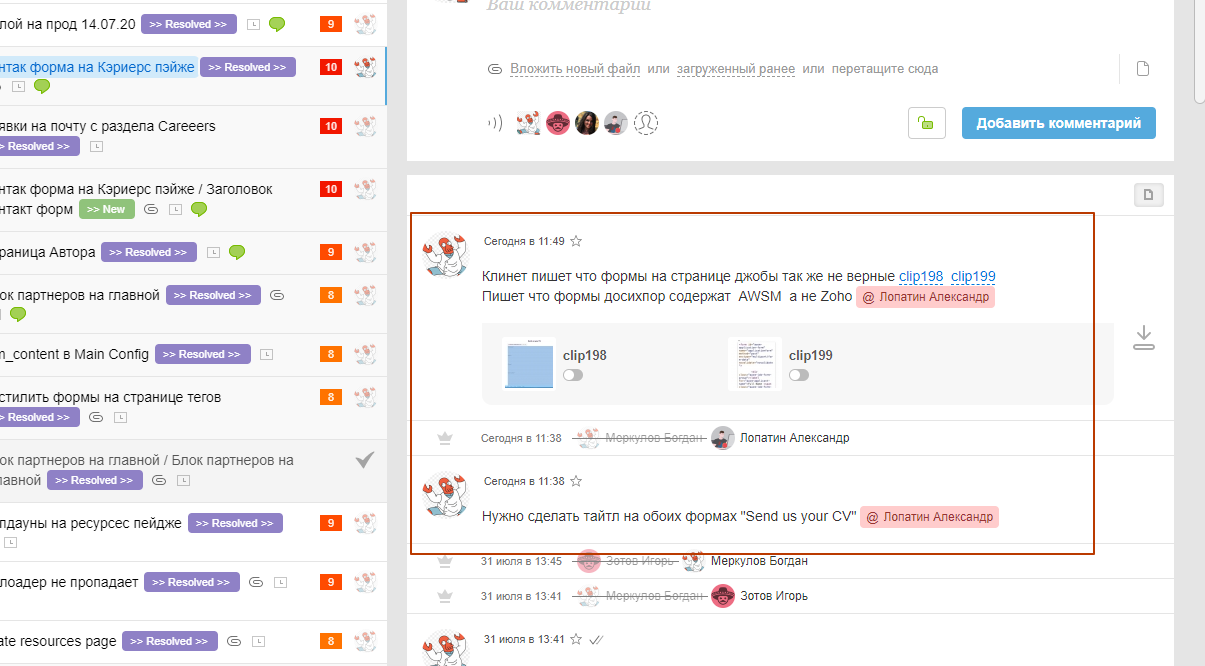 лой на прод 14.07.20 >> Resolved >> 9
нтак форма на Кэриерс пэйже >> Resolved >> 10
явки на почту с раздела Careeers 10
> Resolved >>
нтак форма на Кэриерс пэйже / Заголовок 10
нтакт форм >> New
раница Автора >> Resolved >> 9
ок партнеров на главной >> Resolved >> 8
m_content в Main Config >> Resolved >> 8
стилить формы на странице тегов 8
> Resolved >>
ок партнеров на главной / Блок партнеров на
лавной >> Resolved >>
лдауны на ресурсес пейдже >> Resolved >> 9
лоадер не пропадает >> Resolved >> 9
ate resources page >> Resolved >> 8
Ваш комментарий
Вложить новый файл или загруженный ранее или перетащите сюда
Добавить комментарий
Сегодня в 11:49
Клинет пишет что формы на странице джобы так же не верные clip198 clip199
Пишет что формы досихпор содержат AWSM а не Zoho @ Лопатин Александр
clip198 clip199
Сегодня в 11:38 Меркулов Богдан Лопатин Александр
Сегодня в 11:38
Нужно сделать тайтл на обоих формах "Send us your CV" @ Лопатин Александр
31 июля в 13:45 Зотов Игорь Меркулов Богдан
31 июля в 13:41 Меркулов Богдан Зотов Игорь
31 июля в 13:41